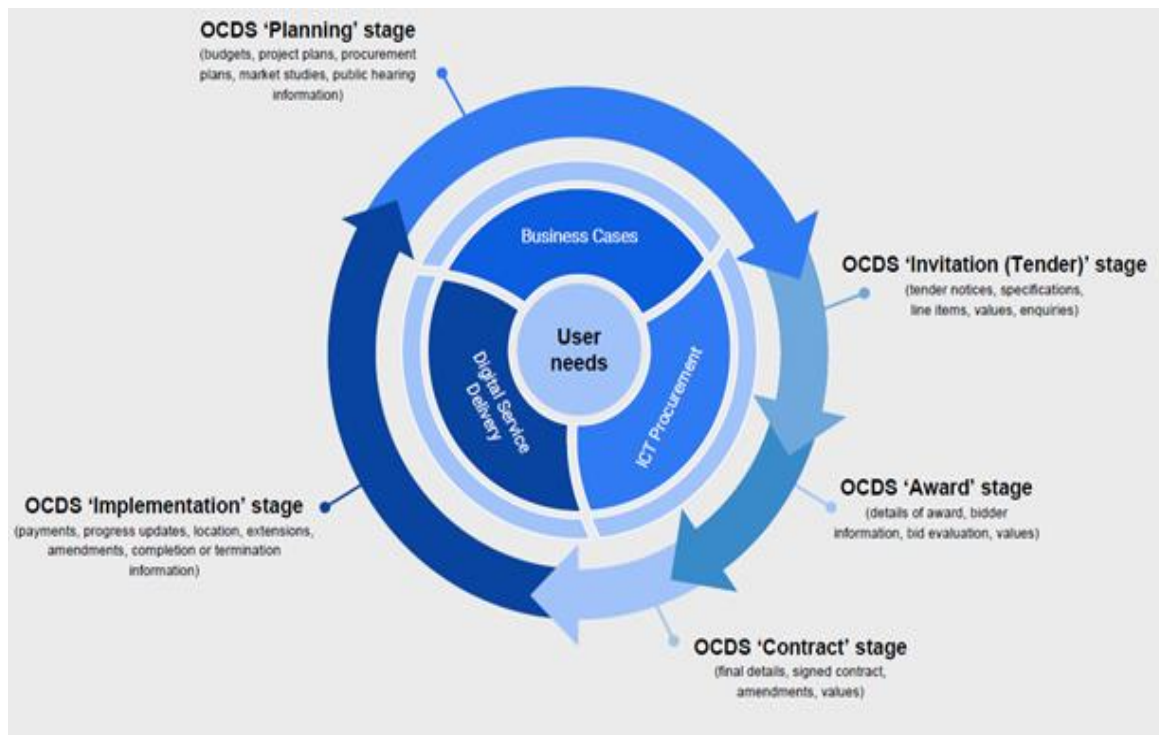 OCDS ‘Planning’ stage
(budgets, project plans, procurement
plans, market studies, public hearing
information)
Business Cases
OCDS ‘Invitation (Tender)’ stage
(tender notices, specifications,
line items, values, enquiries)
User
needs
Digital Service
Delivery
ICT Procurement
OCDS ‘Award’ stage
(details of award, bidder
information, bid evaluation, values)
OCDS ‘Implementation’ stage
(payments, progress updates, location, extensions,
amendments, completion or termination
information)
OCDS ‘Contract’ stage
(final details, signed contract,
amendments, values)